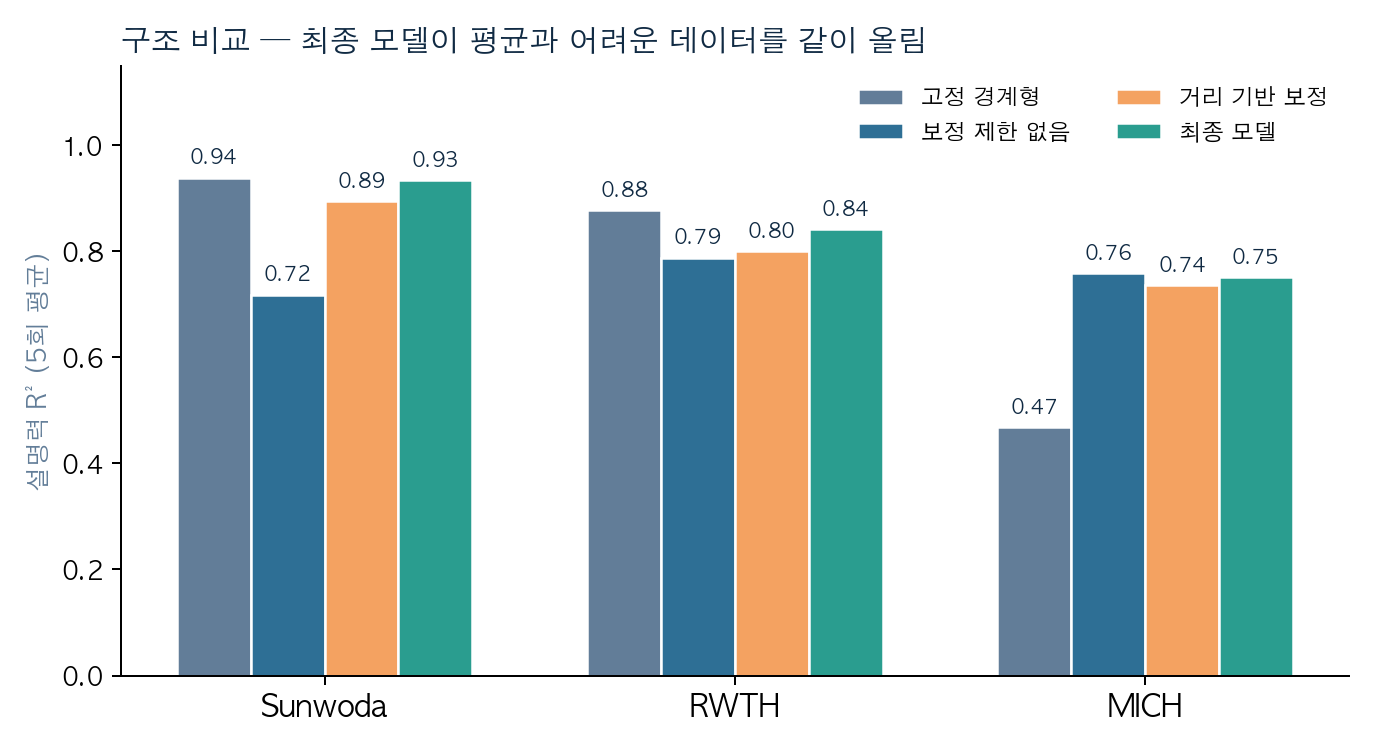 구조 비교 — 최종 모델이 평균과 어려운 데이터를 같이 올림
고정 경계형
보정 제한 없음
거리 기반 보정
최종 모델
설명력 R² (5회 평균)
1.0
0.8
0.6
0.4
0.2
0.0
0.94
0.72
0.89
0.93
0.88
0.79
0.80
0.84
0.47
0.76
0.74
0.75
Sunwoda
RWTH
MICH